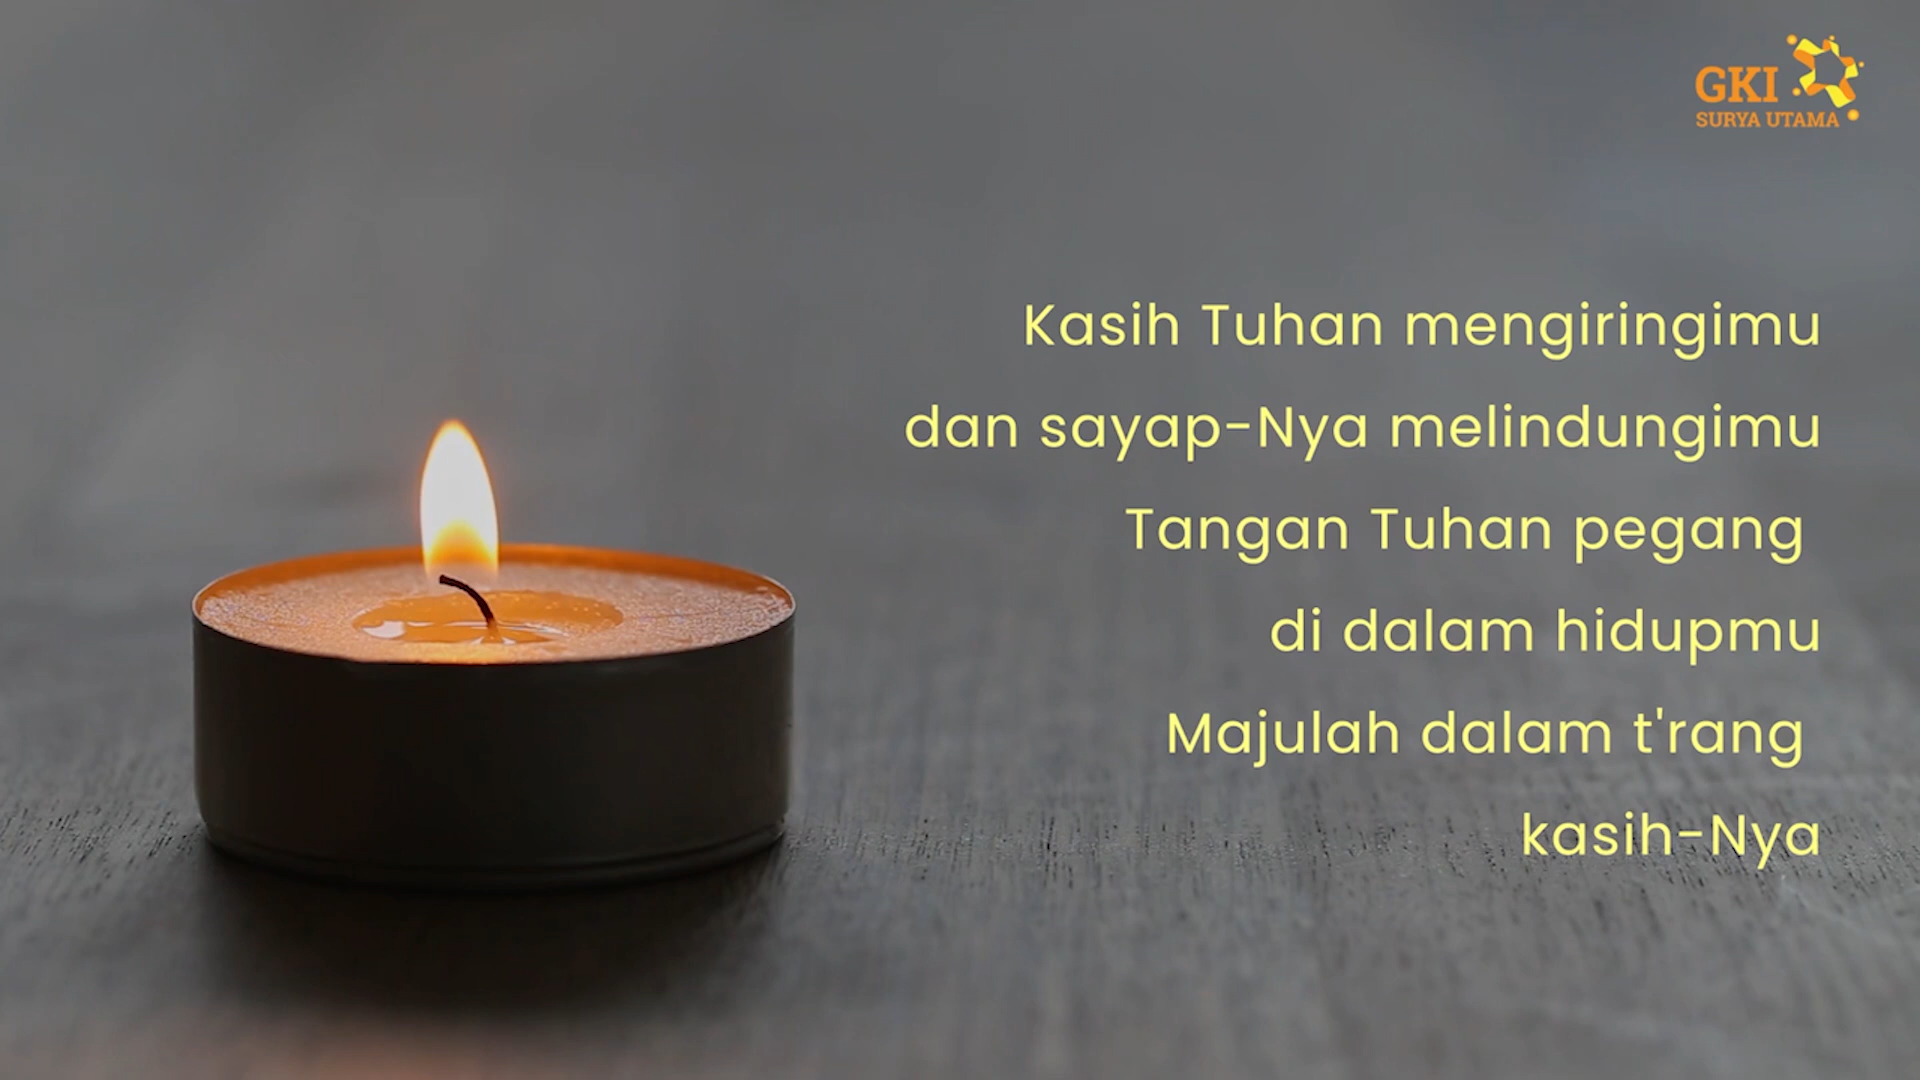 GKI
SURYA UTAMA
Kasih Tuhan mengiringimu
dan sayap-Nya melindungimu
Tangan Tuhan pegang
di dalam hidupmu
Majulah dalam t'rang
kasih-Nya